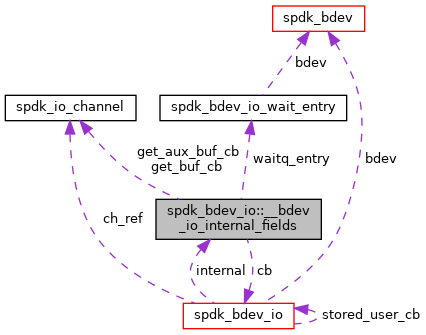 spdk_bdev
bdev
spdk_io_channel
spdk_bdev_io_wait_entry
get_aux_buf_cb
get_buf_cb
waitq_entry
bdev
spdk_bdev_io::__bdev
_io_internal_fields
ch_ref
internal
cb
spdk_bdev_io
stored_user_cb